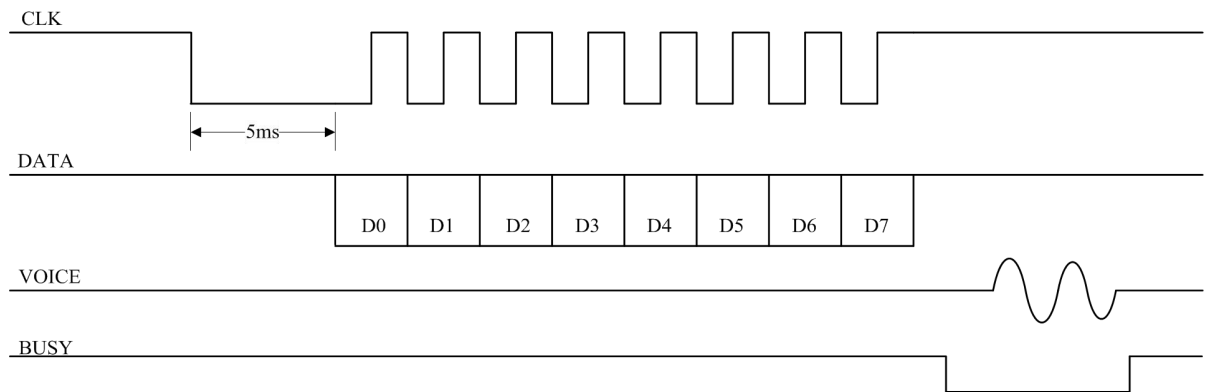 CLK
5ms
DATA
D0 D1 D2 D3 D4 D5 D6 D7
VOICE
BUSY